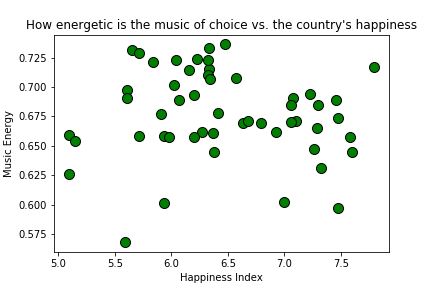 How energetic is the music of choice vs. the country's happiness
0.725
0.700
0.675
0.650
0.625
0.600
0.575
Music Energy
5.0 5.5 6.0 6.5 7.0 7.5
Happiness Index